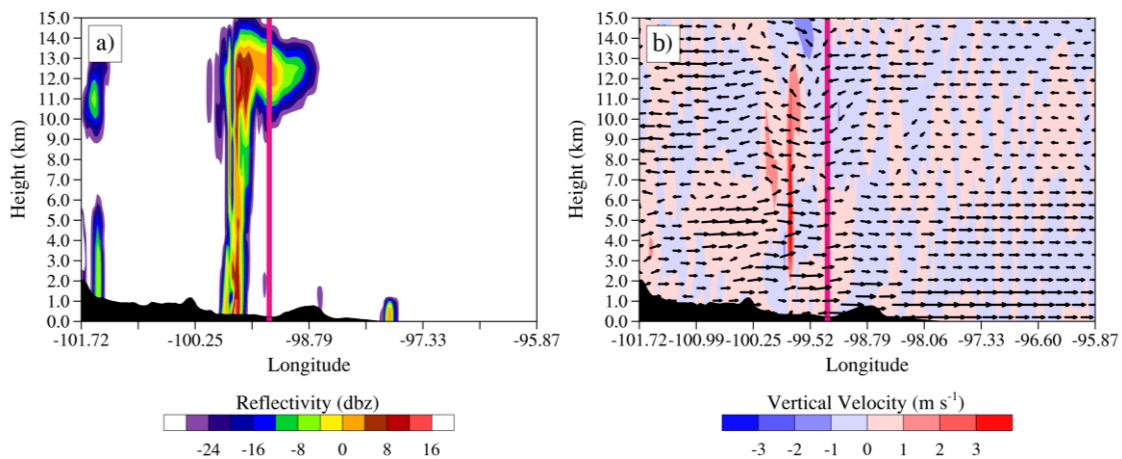 a)
15.0
14.0
13.0
12.0
11.0
10.0
9.0
8.0
7.0
6.0
5.0
4.0
3.0
2.0
1.0
0.0
Height (km)
-101.72 -100.25 -98.79 -97.33 -95.87
Longitude
Reflectivity (dbz)
-24 -16 -8 0 8 16
b)
15.0
14.0
13.0
12.0
11.0
10.0
9.0
8.0
7.0
6.0
5.0
4.0
3.0
2.0
1.0
0.0
Height (km)
-101.72 -100.99 -100.25 -99.52 -98.79 -98.06 -97.33 -96.60 -95.87
Longitude
Vertical Velocity (m s⁻¹)
-3 -2 -1 0 1 2 3